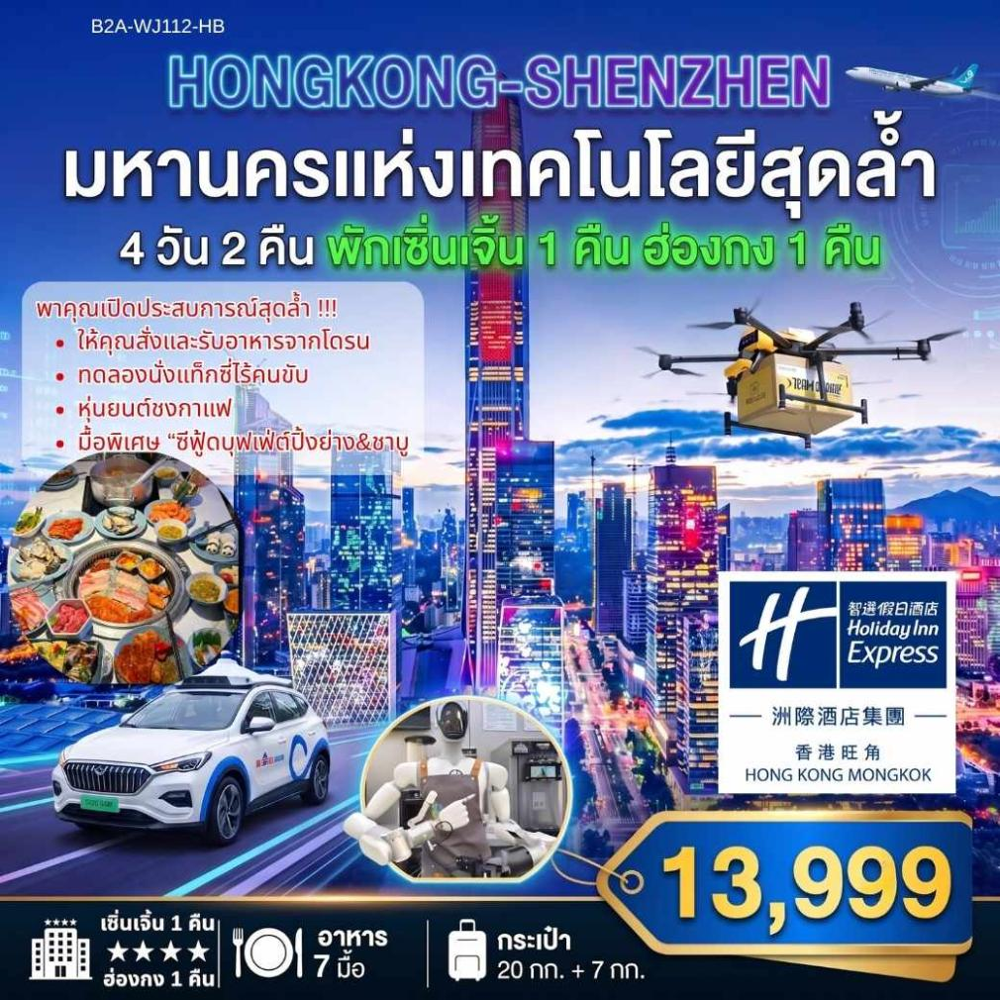 B2A-WJ112-HB
HONGKONG-SHENZHEN
มหานครแห่งเทคโนโลยีสุดล้ำ
4 วัน 2 คืน พักเซิ่นเจิ้น 1 คืน ฮ่องกง 1 คืน
พาคุณเปิดประสบการณ์สุดล้ำ !!!
• ให้คุณสั่งและรับอาหารจากโดรน
• ทดลองนั่งแท็กซี่ไร้คนขับ
• หุ่นยนต์ชงกาแฟ
• มื้อพิเศษ “ซีฟู้ดบุฟเฟ่ต์ปิ้งย่าง&ชาบู
智選假日酒店
Holiday Inn
Express
洲際酒店集團
香港旺角
HONG KONG MONGKOK
13,999
เซิ่นเจิ้น 1 คืน
★★★★
ฮ่องกง 1 คืน
อาหาร
7 มื้อ
กระเป๋า
20 กก. + 7 กก.